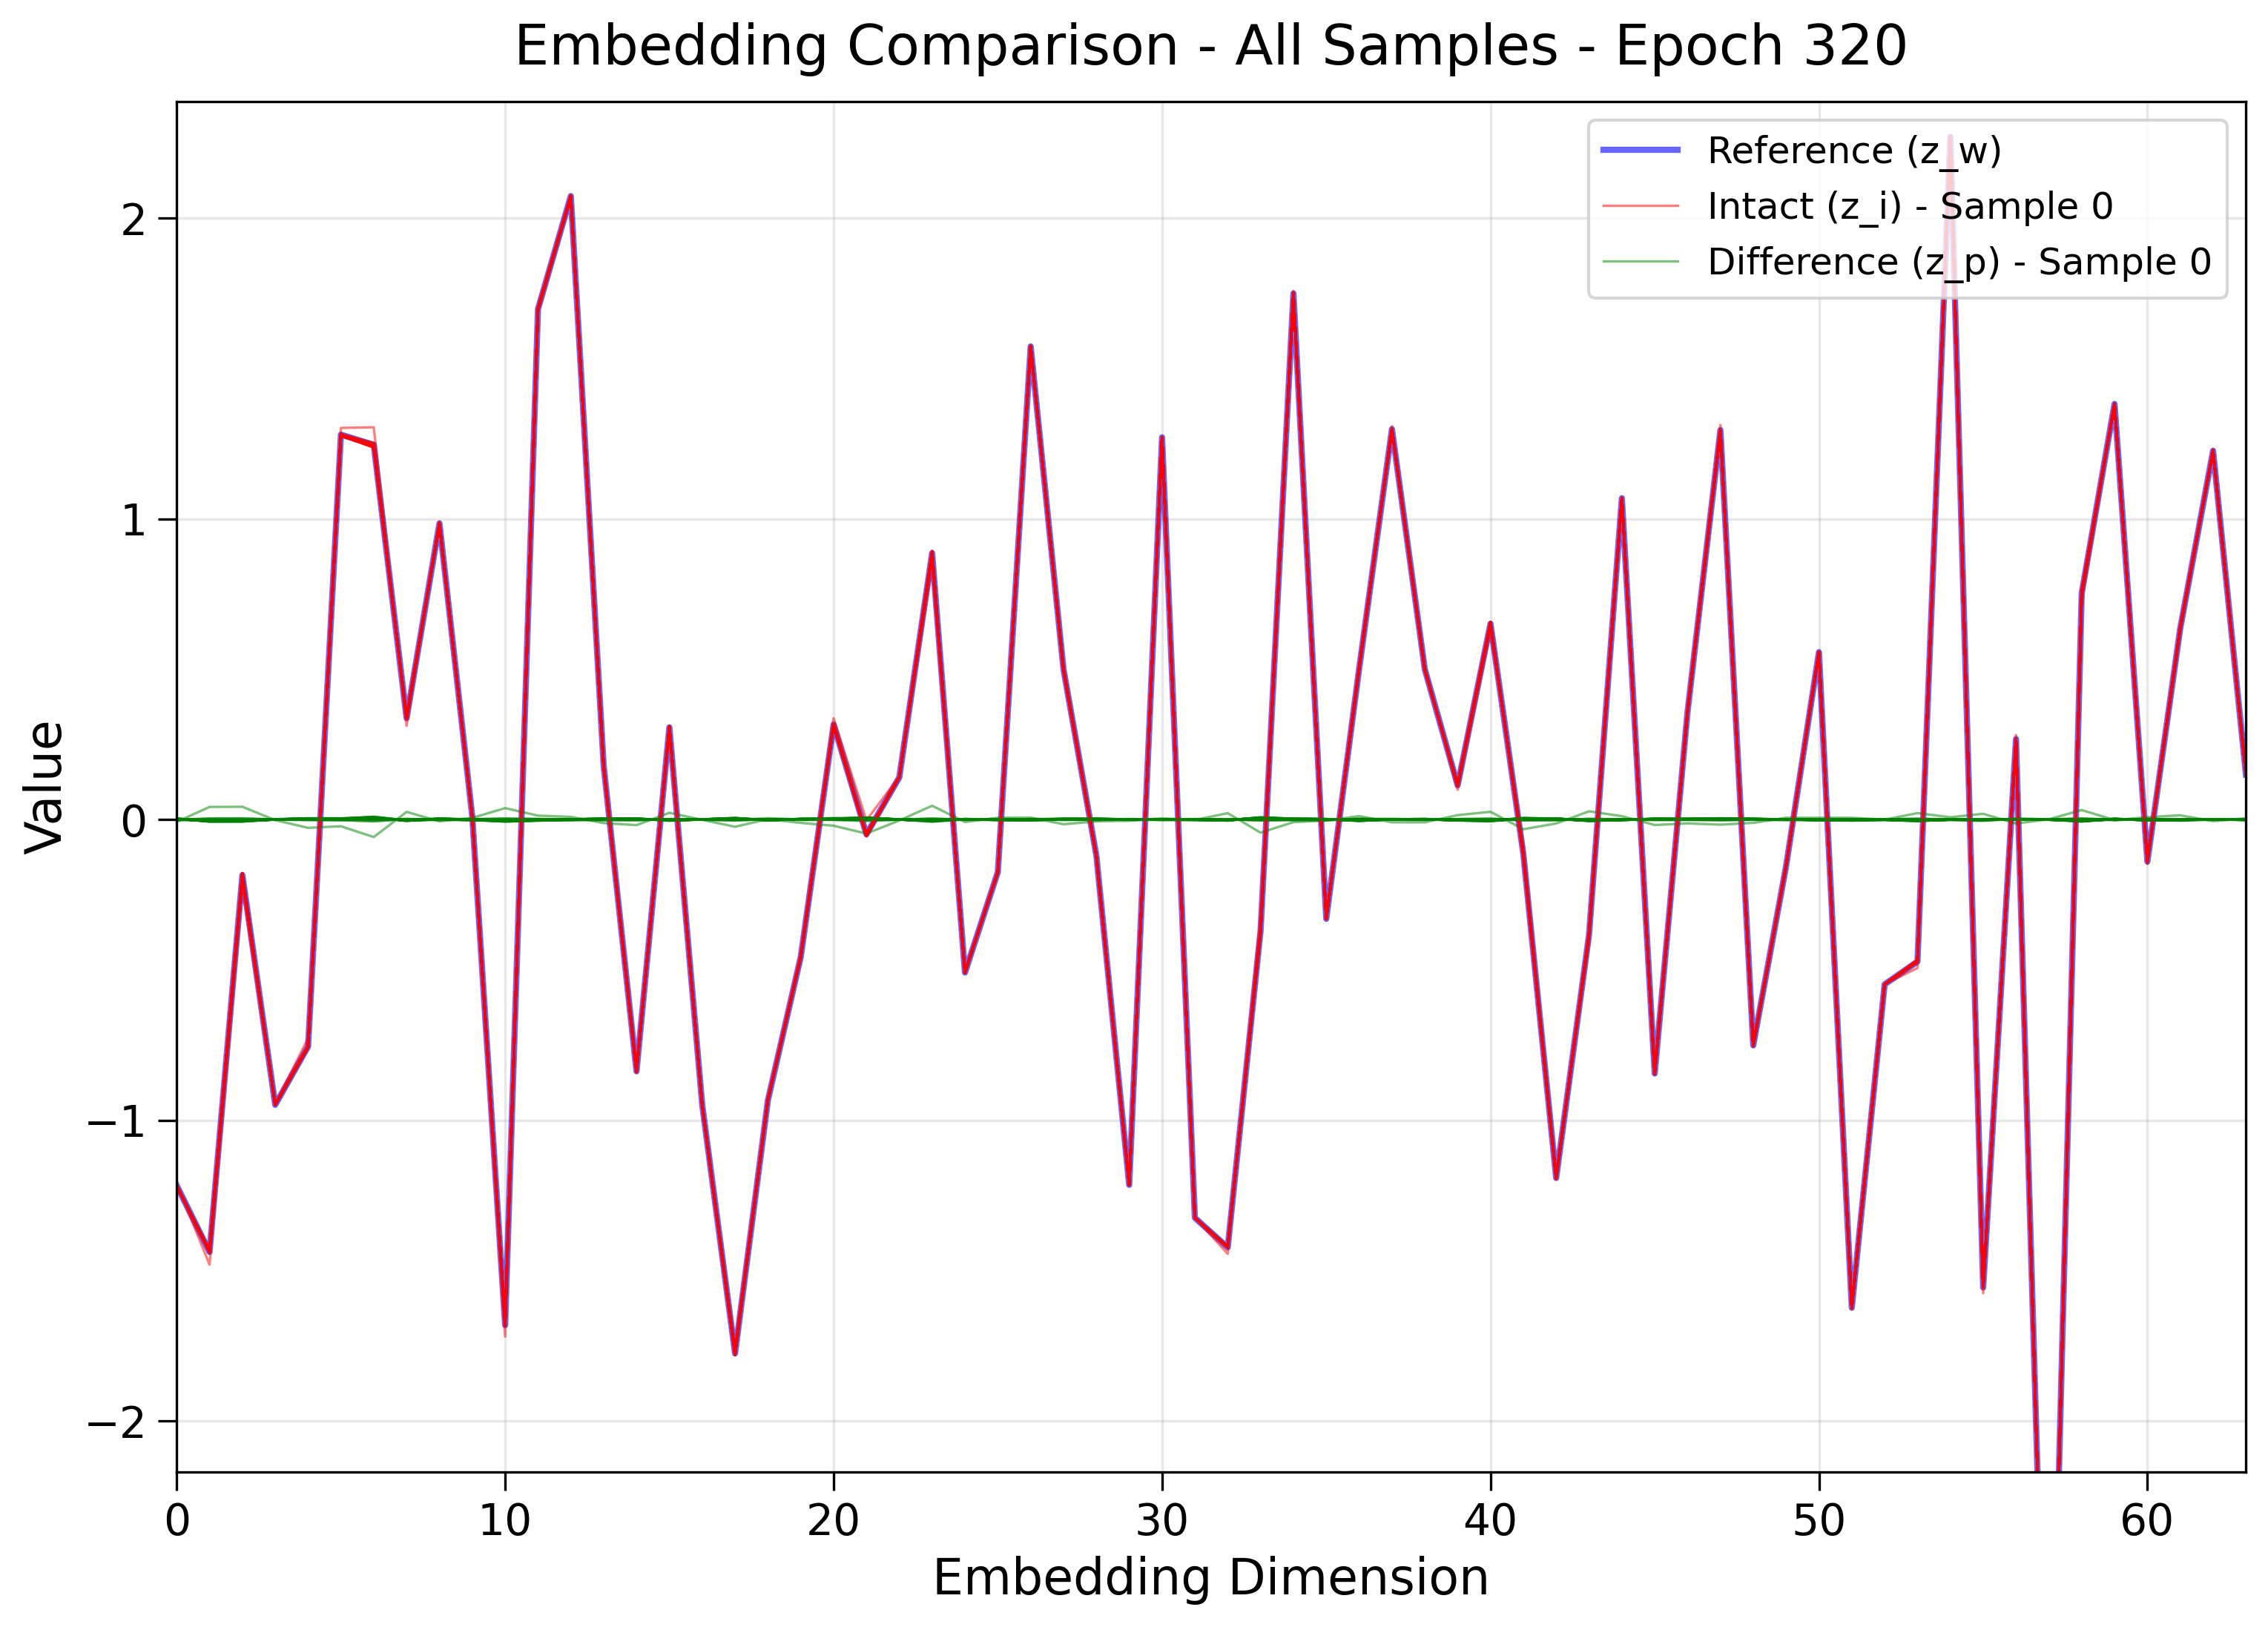 Embedding Comparison - All Samples - Epoch 320
Reference (z_w)
Intact (z_i) - Sample 0
Difference (z_p) - Sample 0
Value
2
1
0
−1
−2
0 10 20 30 40 50 60
Embedding Dimension